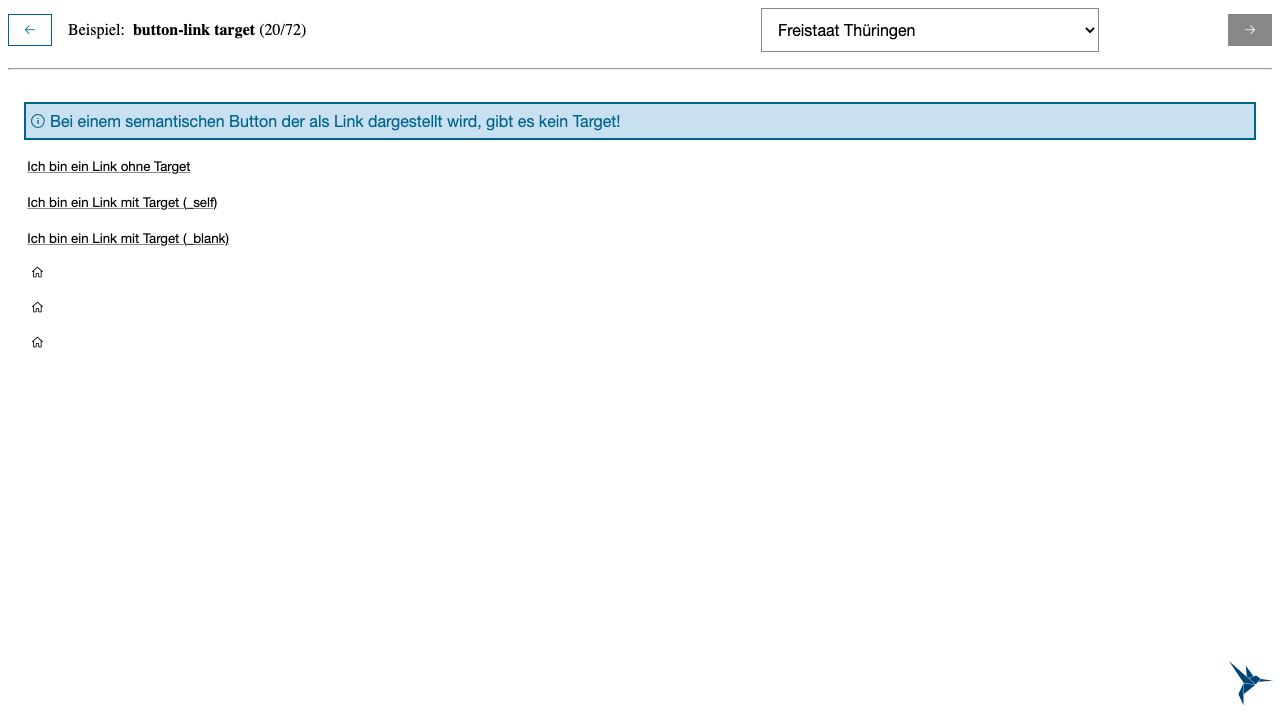 Beispiel: button-link target (20/72)
Freistaat Thüringen
Bei einem semantischen Button der als Link dargestellt wird, gibt es kein Target!
Ich bin ein Link ohne Target
Ich bin ein Link mit Target (_self)
Ich bin ein Link mit Target (_blank)